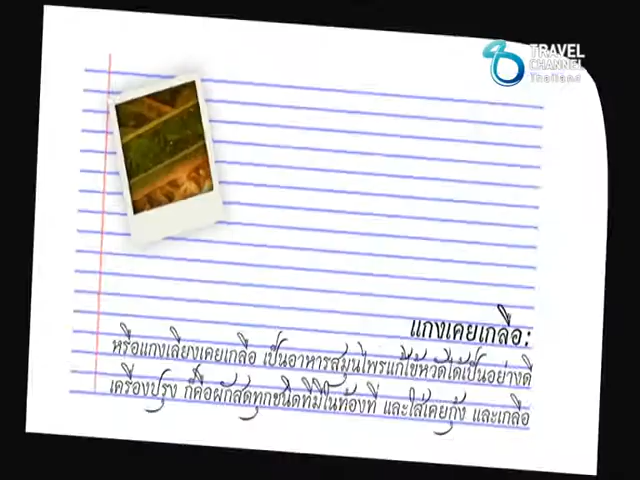 TRAVEL
CHANNEL
Thailand
แกงเคยเกลือ:
หรือแกงเลียงเคยเกลือ เป็นอาหารสมุนไพรแก้ไข้หวัดได้เป็นอย่างดี
เครื่องปรุง ก็คือผักสดทุกชนิดที่มีในท้องที่ และใส่เคยกุ้ง และเกลือ